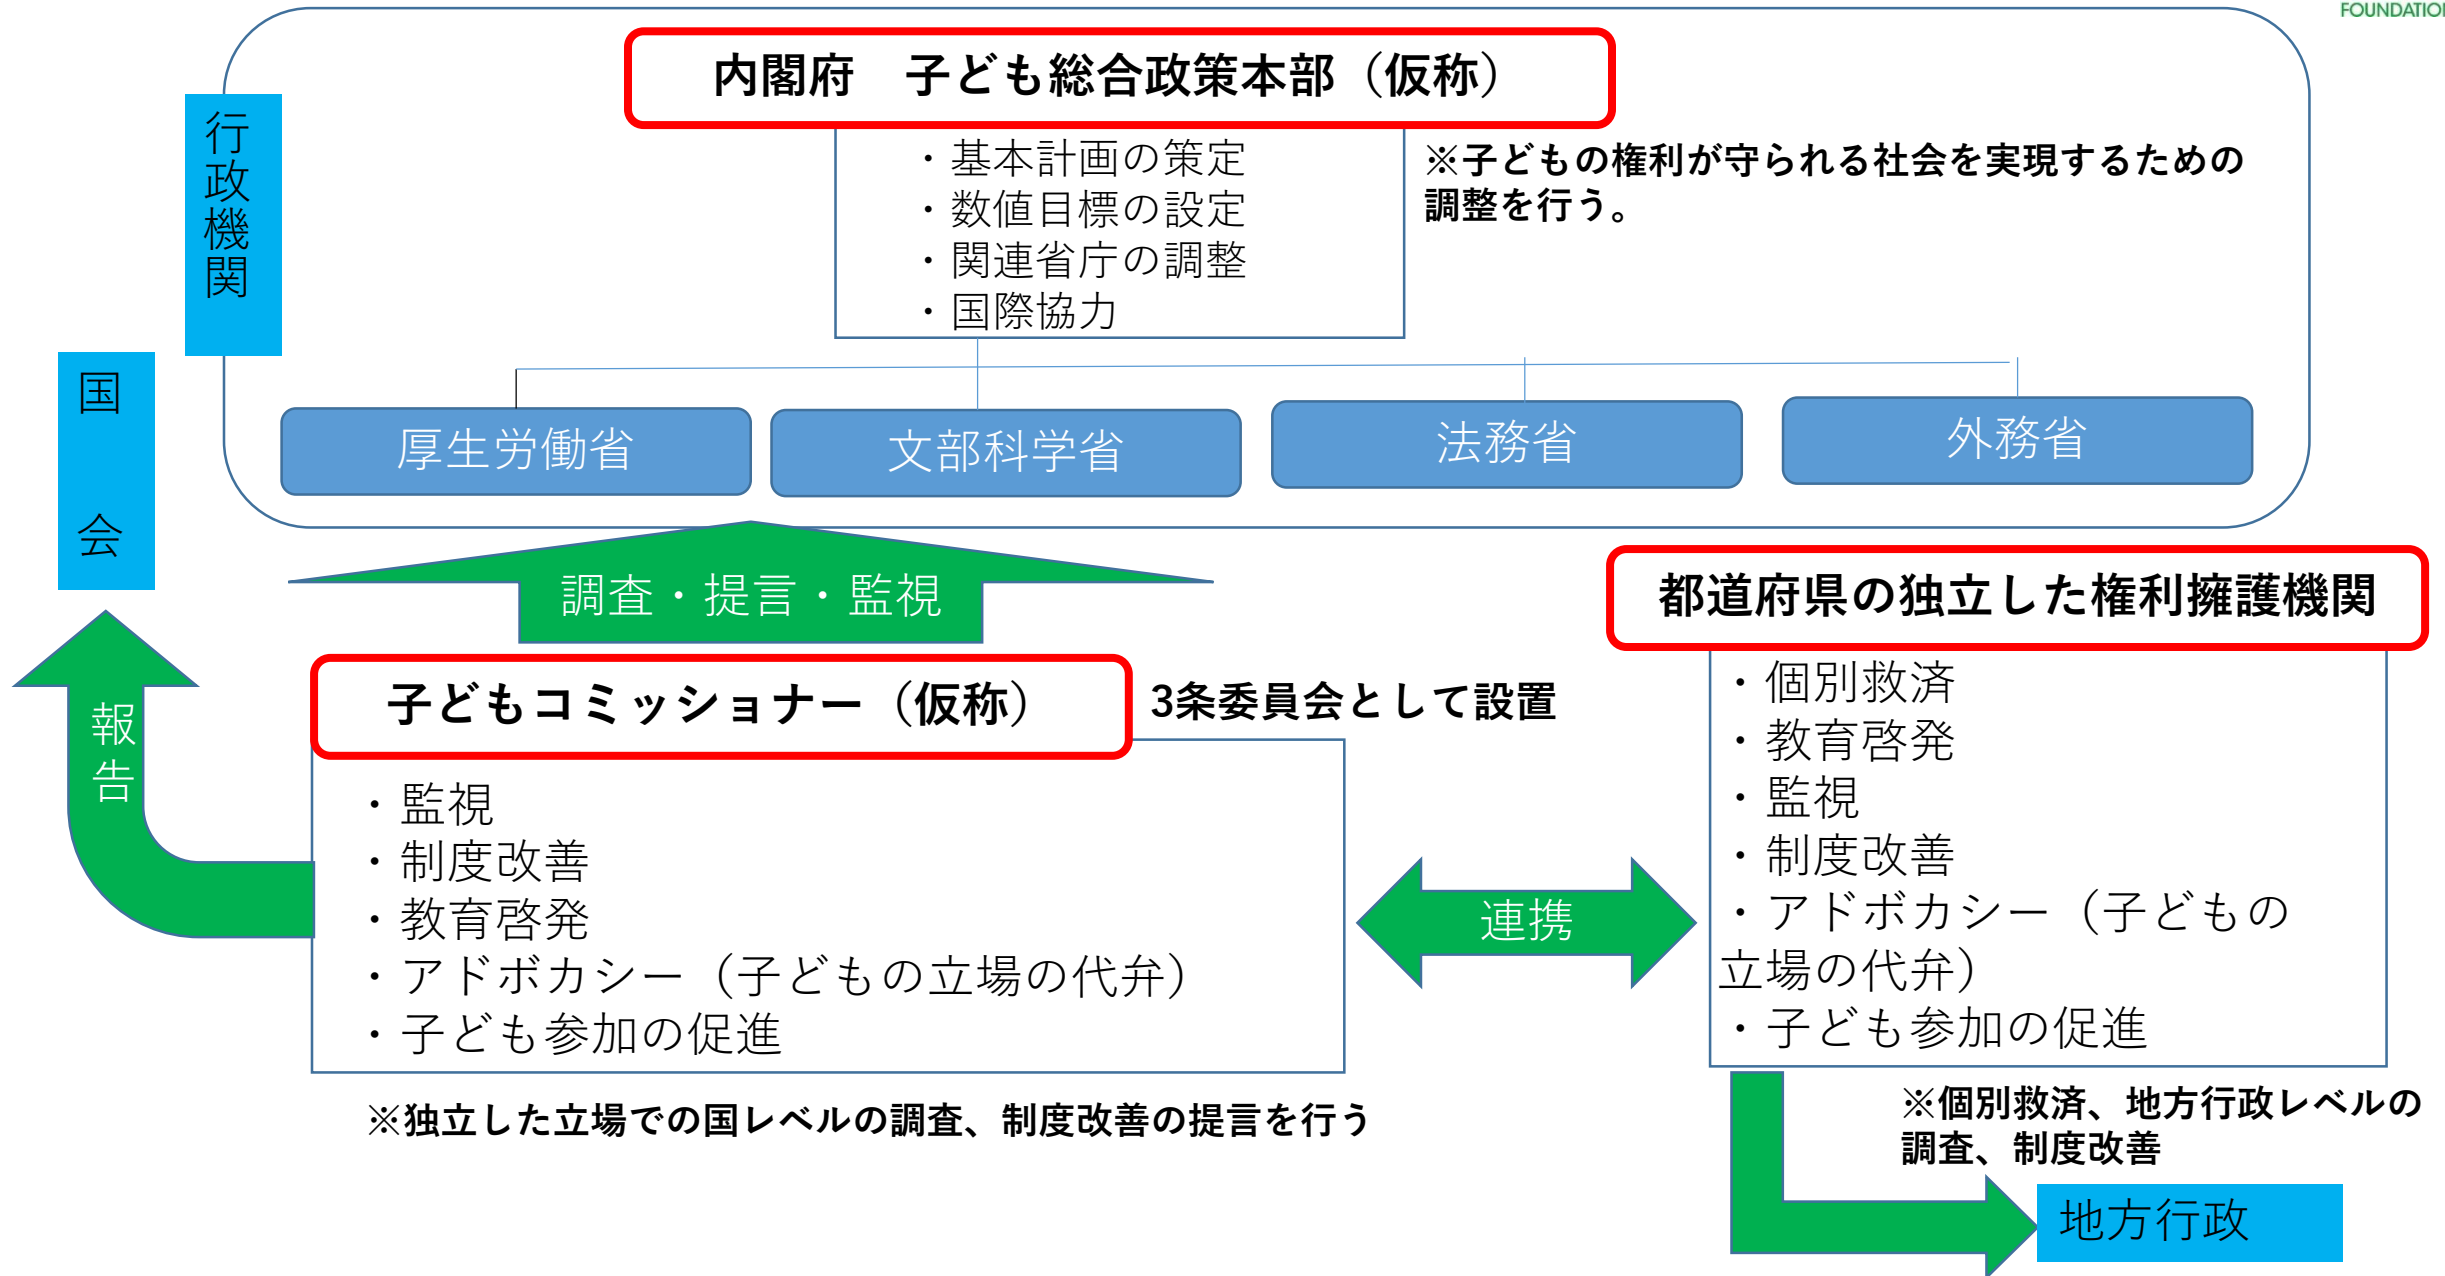 FOUNDATION
内閣府　子ども総合政策本部（仮称）
行政機関
・基本計画の策定
・数値目標の設定
・関連省庁の調整
・国際協力
※子どもの権利が守られる社会を実現するための
調整を行う。
国会
厚生労働省
文部科学省
法務省
外務省
調査・提言・監視
報告
子どもコミッショナー（仮称）
3条委員会として設置
・監視
・制度改善
・教育啓発
・アドボカシー（子どもの立場の代弁）
・子ども参加の促進
※独立した立場での国レベルの調査、制度改善の提言を行う
連携
都道府県の独立した権利擁護機関
・個別救済
・教育啓発
・監視
・制度改善
・アドボカシー（子どもの
立場の代弁）
・子ども参加の促進
※個別救済、地方行政レベルの
調査、制度改善
地方行政